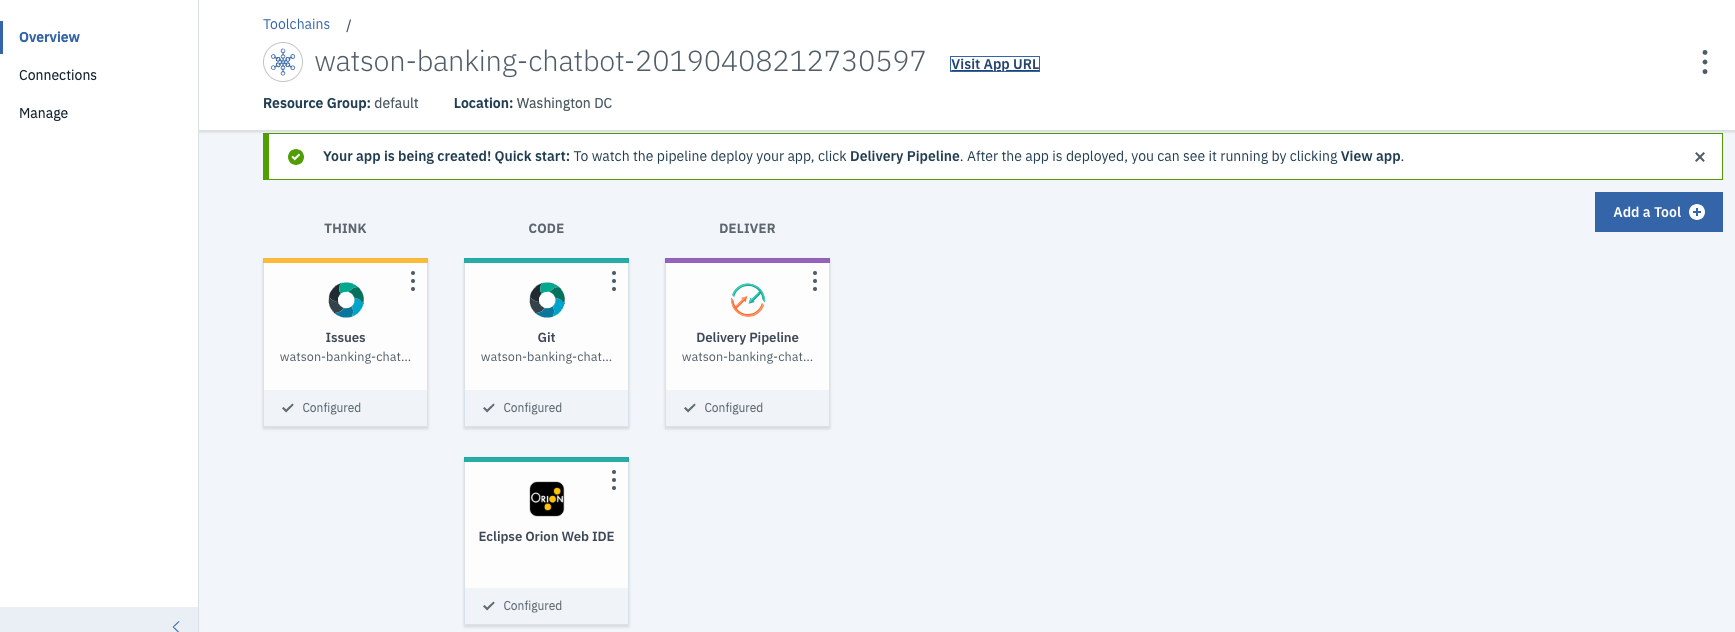 Overview
Connections
Manage
Toolchains /
watson-banking-chatbot-20190408212730597 Visit App URL
Resource Group: default Location: Washington DC
Your app is being created! Quick start: To watch the pipeline deploy your app, click Delivery Pipeline. After the app is deployed, you can see it running by clicking View app.
Add a Tool
THINK CODE DELIVER
Issues
watson-banking-chat...
Configured
Git
watson-banking-chat...
Configured
Delivery Pipeline
watson-banking-chat...
Configured
ORION
Eclipse Orion Web IDE
Configured